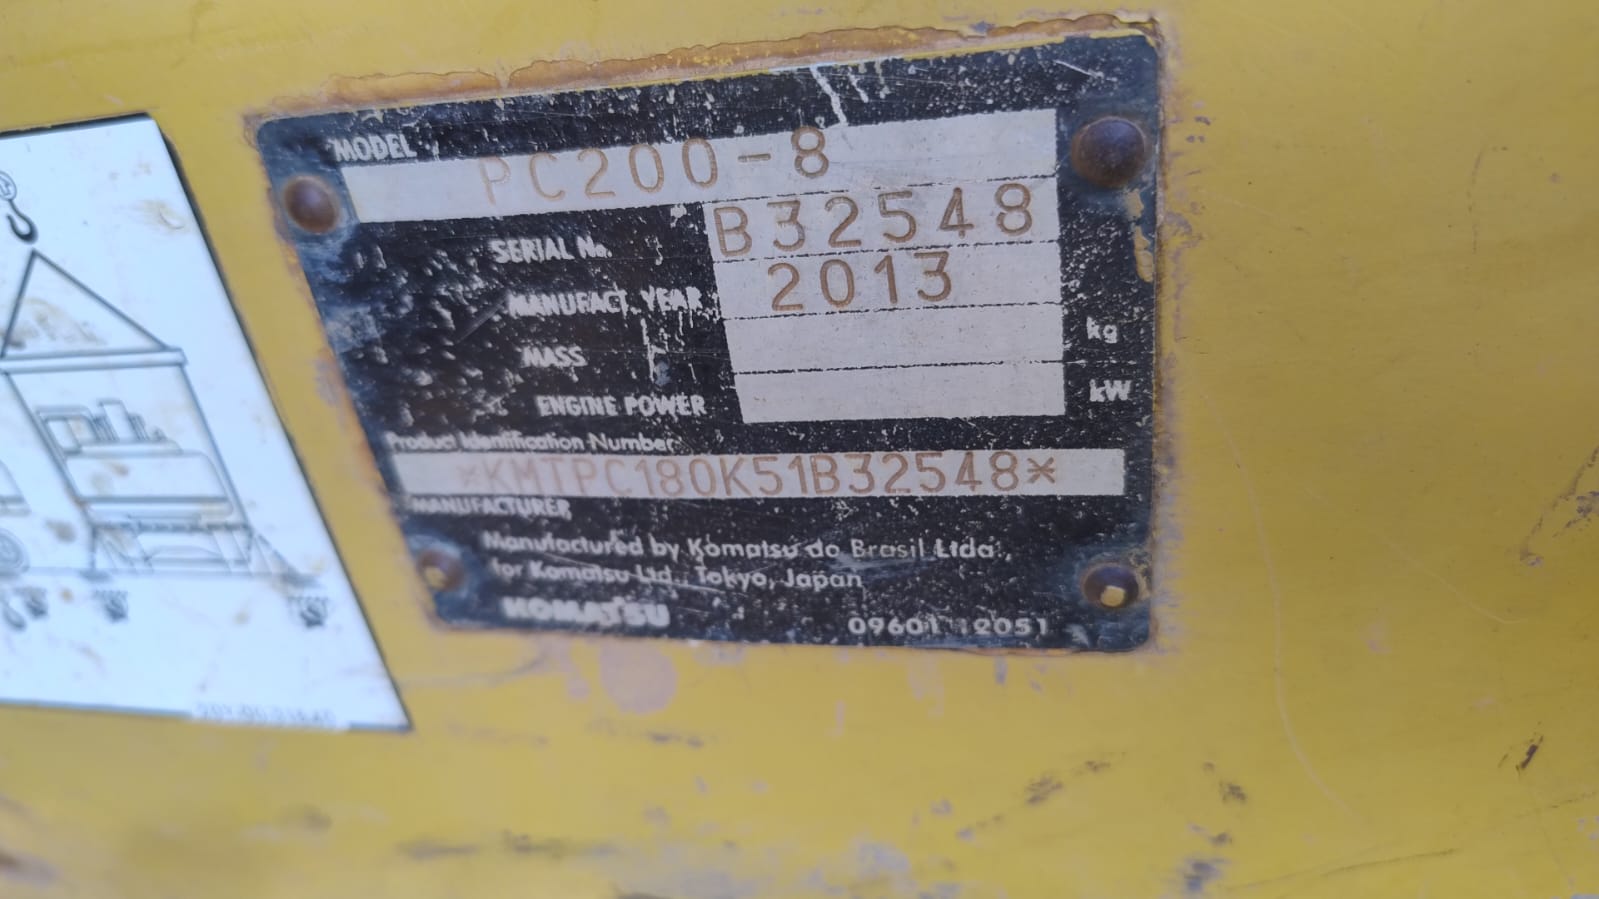 MODEL PC200-8
SERIAL No. B32548
MANUFACT. YEAR 2013
MASS kg
ENGINE POWER kW
Product Identification Number
*KMTPC180K51B32548*
MANUFACTURER
Manufactured by Komatsu do Brasil Ltda.,
for Komatsu Ltd., Tokyo, Japan
KOMATSU